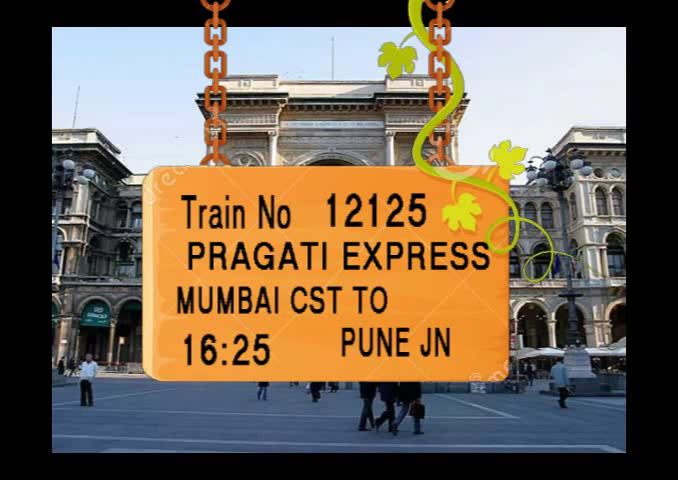 Train No 12125
PRAGATI EXPRESS
MUMBAI CST TO
16:25 PUNE JN